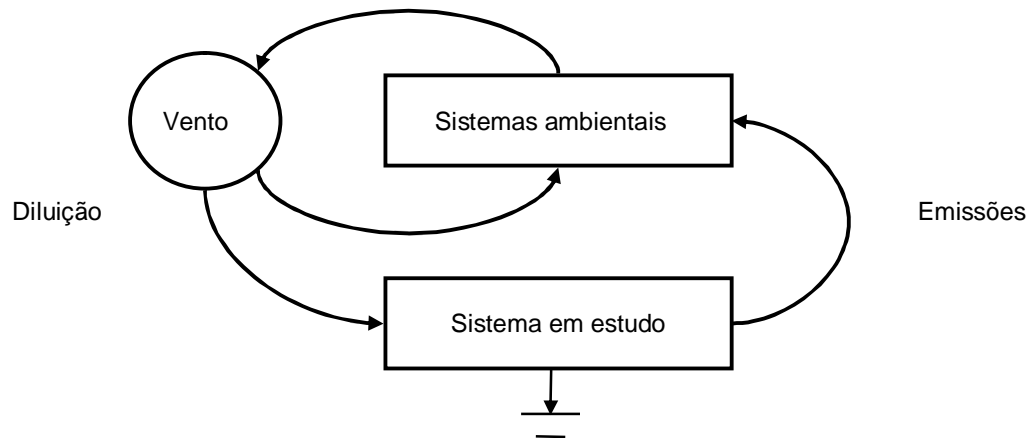 Vento
Sistemas ambientais
Diluição
Emissões
Sistema em estudo